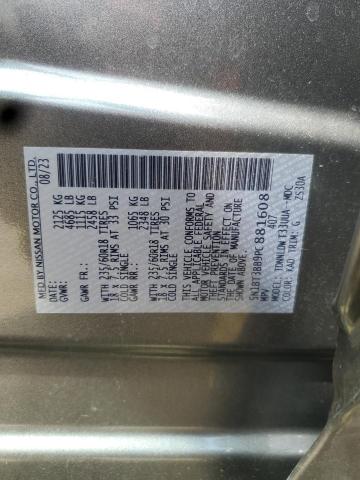 MFD BY NISSAN MOTOR CO., LTD.
08/23
GVWR: 2125 KG
4685 LB
GAWR FR.: 1115 KG
2458 LB
WITH 235/60R18 TIRES
18 X 7.5 RIMS AT 33 PSI
COLD SINGLE
GAWR RR.: 1065 KG
2348 LB
WITH 235/60R18 TIRES
18 X 7.5 RIMS AT 30 PSI
COLD SINGLE
THIS VEHICLE CONFORMS TO
ALL APPLICABLE FEDERAL
MOTOR VEHICLE SAFETY AND
THEFT PREVENTION STANDARDS
IN EFFECT ON THE DATE OF
MANUFACTURE SHOWN ABOVE.
881608
MPV 407
MODEL:
COLOR: KAD TRIM: G ZS30A